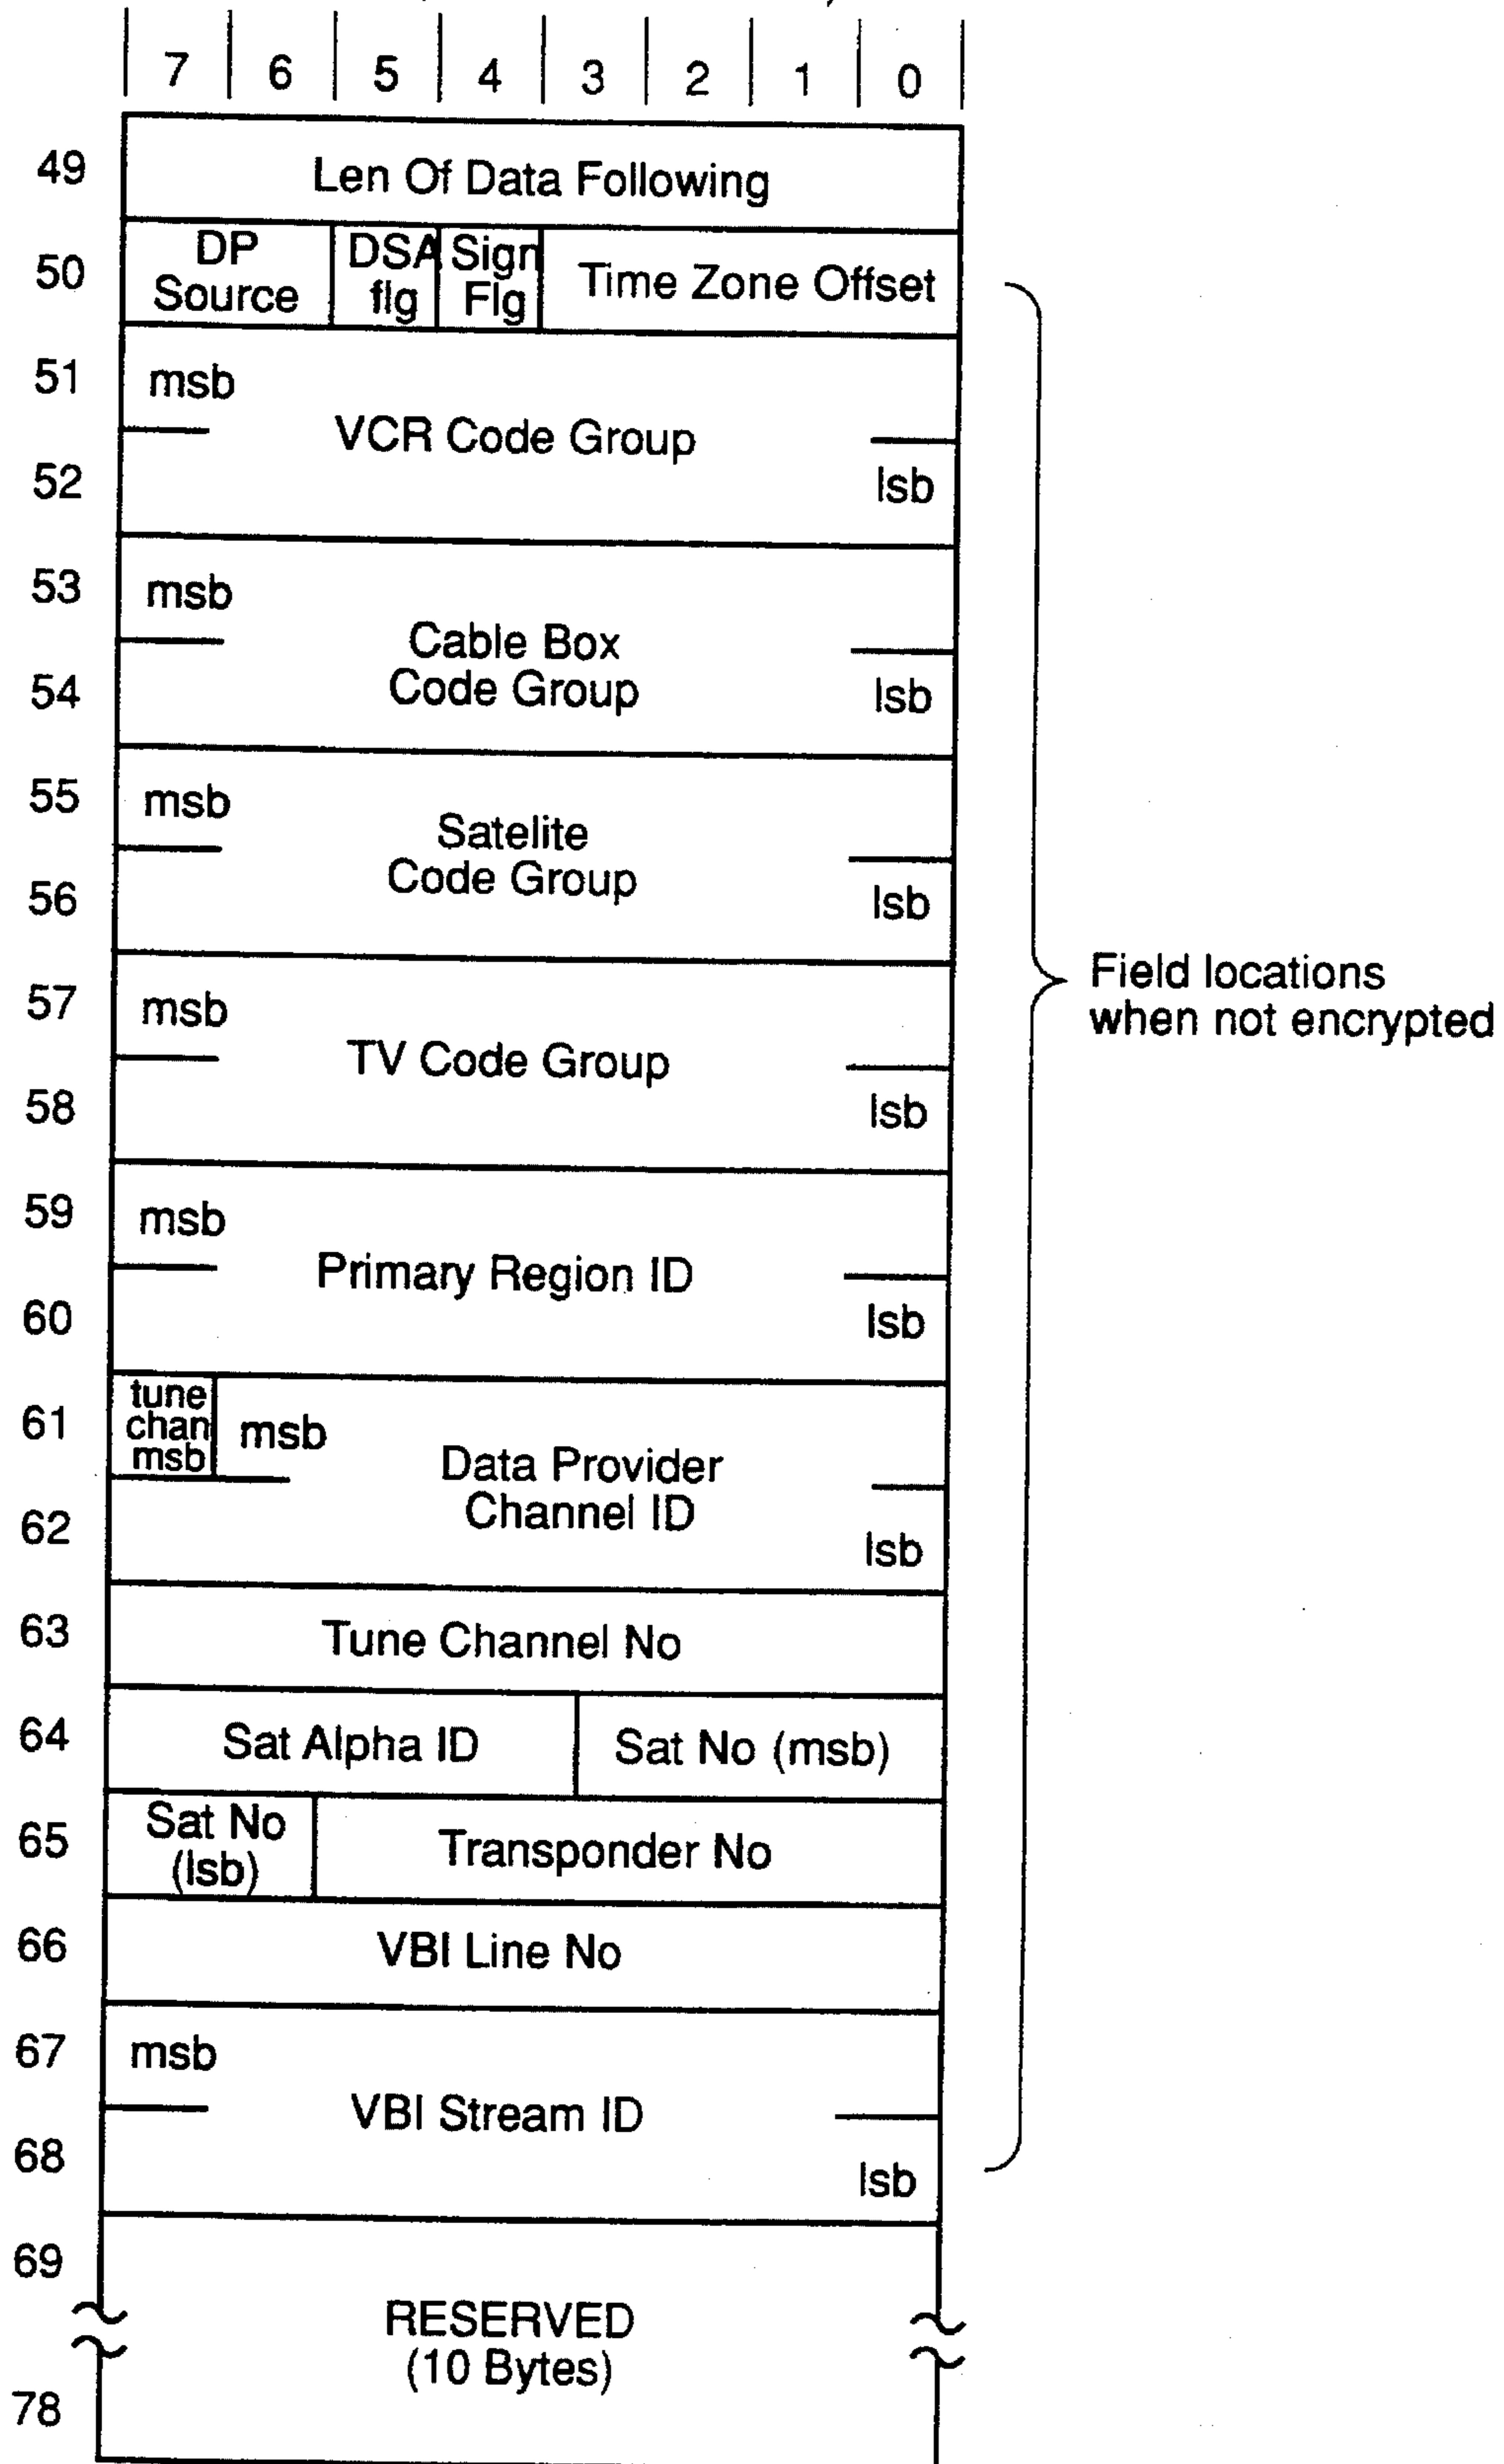 7 6 5 4 3 2 1 0
49 Len Of Data Following
50 DP Source DSA flg Sign Flg Time Zone Offset
51 msb
VCR Code Group
52 lsb
53 msb
Cable Box
Code Group
54 lsb
55 msb
Satelite
Code Group
56 lsb
57 msb
TV Code Group
58 lsb
Field locations
when not encrypted
59 msb
Primary Region ID
60 lsb
61 tune chan msb msb
Data Provider
Channel ID
62 lsb
63 Tune Channel No
64 Sat Alpha ID Sat No (msb)
65 Sat No (lsb) Transponder No
66 VBI Line No
67 msb
VBI Stream ID
68 lsb
69
RESERVED
(10 Bytes)
78